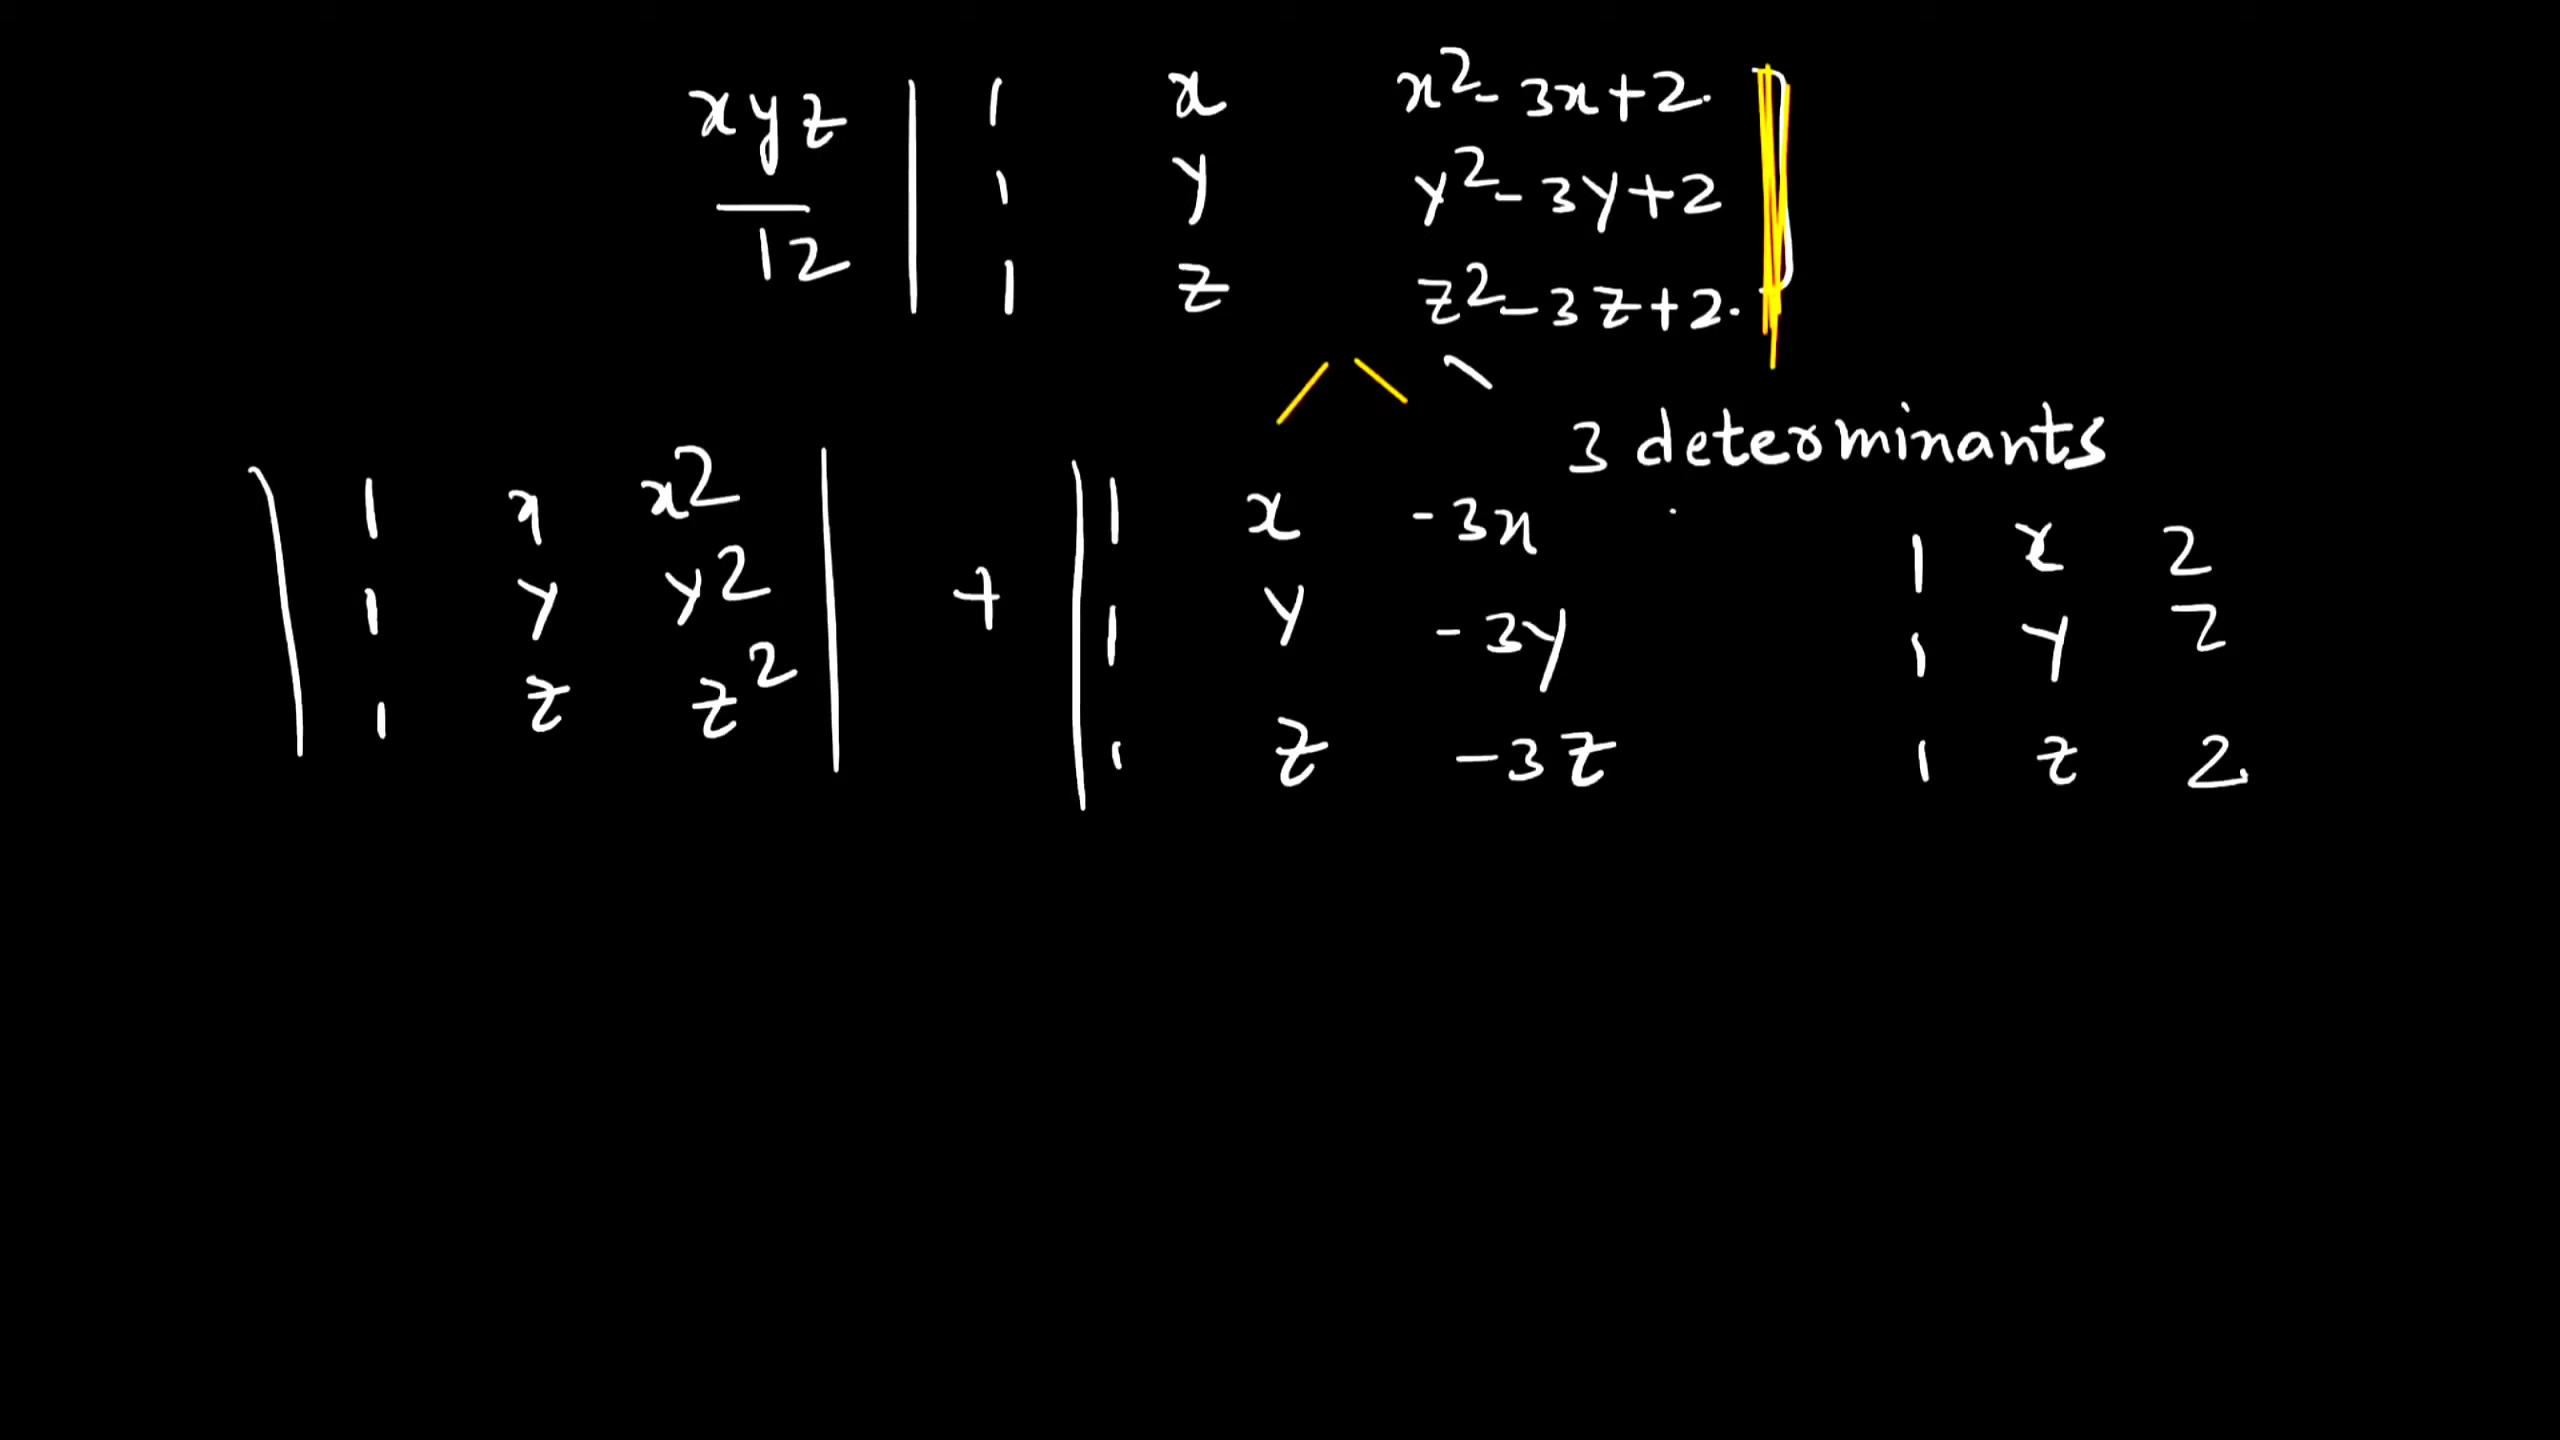 xyz | 1 x x2- 3x+2. |
1 y y2- 3y+2
12 1 z z2- 3z+2.
3 determinants
| 1 x x2 | + | 1 x -3x 1 x 2
1 y y2 1 y -3y 1 y 2
1 z z2 1 z -3z 1 z 2